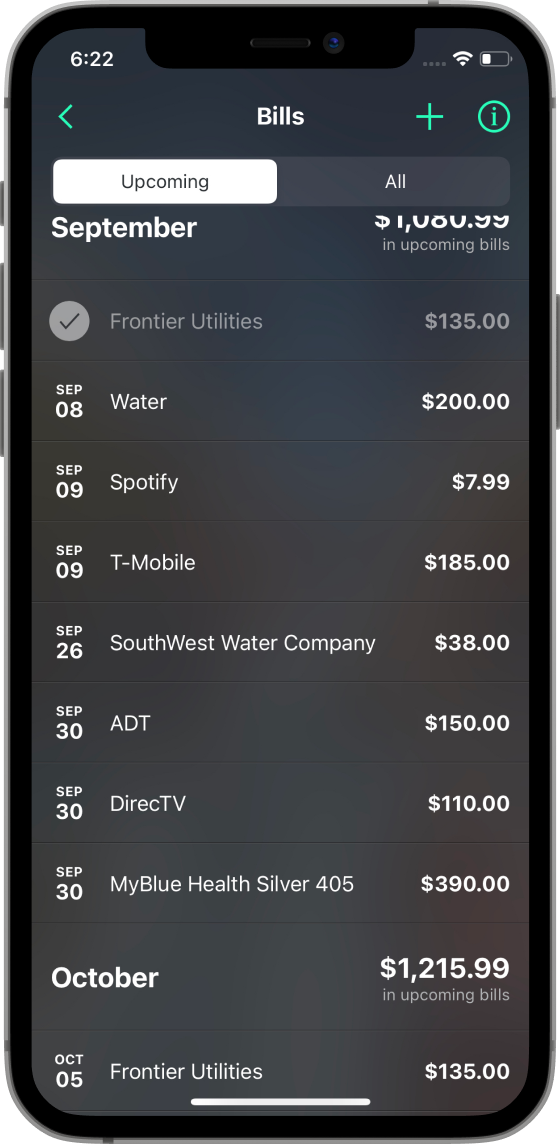 6:22
Bills
Upcoming All
September $1,080.99
in upcoming bills
Frontier Utilities $135.00
SEP
08 Water $200.00
SEP
09 Spotify $7.99
SEP
09 T-Mobile $185.00
SEP
26 SouthWest Water Company $38.00
SEP
30 ADT $150.00
SEP
30 DirecTV $110.00
SEP
30 MyBlue Health Silver 405 $390.00
October $1,215.99
in upcoming bills
OCT
05 Frontier Utilities $135.00